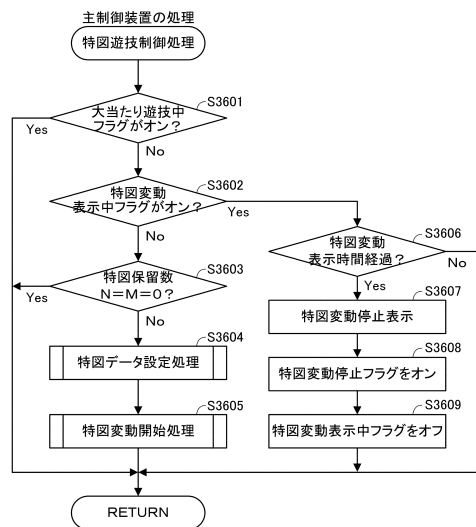 主制御装置の処理
特図遊技制御処理
S3601
大当たり遊技中
フラグがオン？
Yes
No
S3602
特図変動
表示中フラグがオン？
Yes
No
S3603
特図保留数
N＝M＝0？
Yes
No
S3604
特図データ設定処理
S3605
特図変動開始処理
S3606
特図変動
表示時間経過？
No
Yes
S3607
特図変動停止表示
S3608
特図変動停止フラグをオン
S3609
特図変動表示中フラグをオフ
RETURN